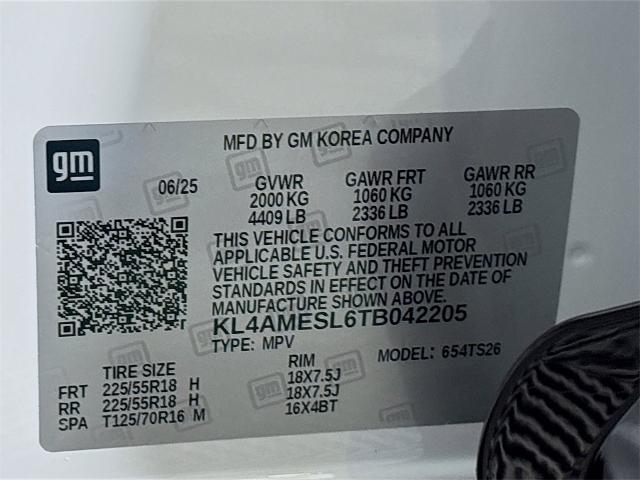 gm
MFD BY GM KOREA COMPANY
06/25 GVWR GAWR FRT GAWR RR
2000 KG 1060 KG 1060 KG
4409 LB 2336 LB 2336 LB
THIS VEHICLE CONFORMS TO ALL
APPLICABLE U.S. FEDERAL MOTOR
VEHICLE SAFETY AND THEFT PREVENTION
STANDARDS IN EFFECT ON THE DATE OF
MANUFACTURE SHOWN ABOVE.
KL4AMESL6TB042205
TYPE: MPV MODEL: 654TS26
TIRE SIZE RIM
FRT 225/55R18 H 18X7.5J
RR 225/55R18 H 18X7.5J
SPA T125/70R16 M 16X4BT